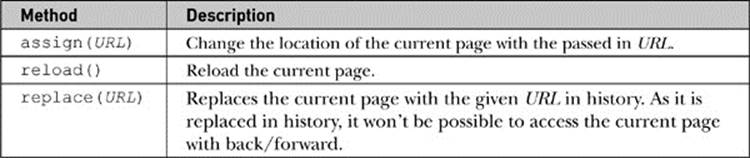 Method Description
assign(URL) Change the location of the current page with the passed in URL.
reload() Reload the current page.
replace(URL) Replaces the current page with the given URL in history. As it is
replaced in history, it won't be possible to access the current page
with back/forward.